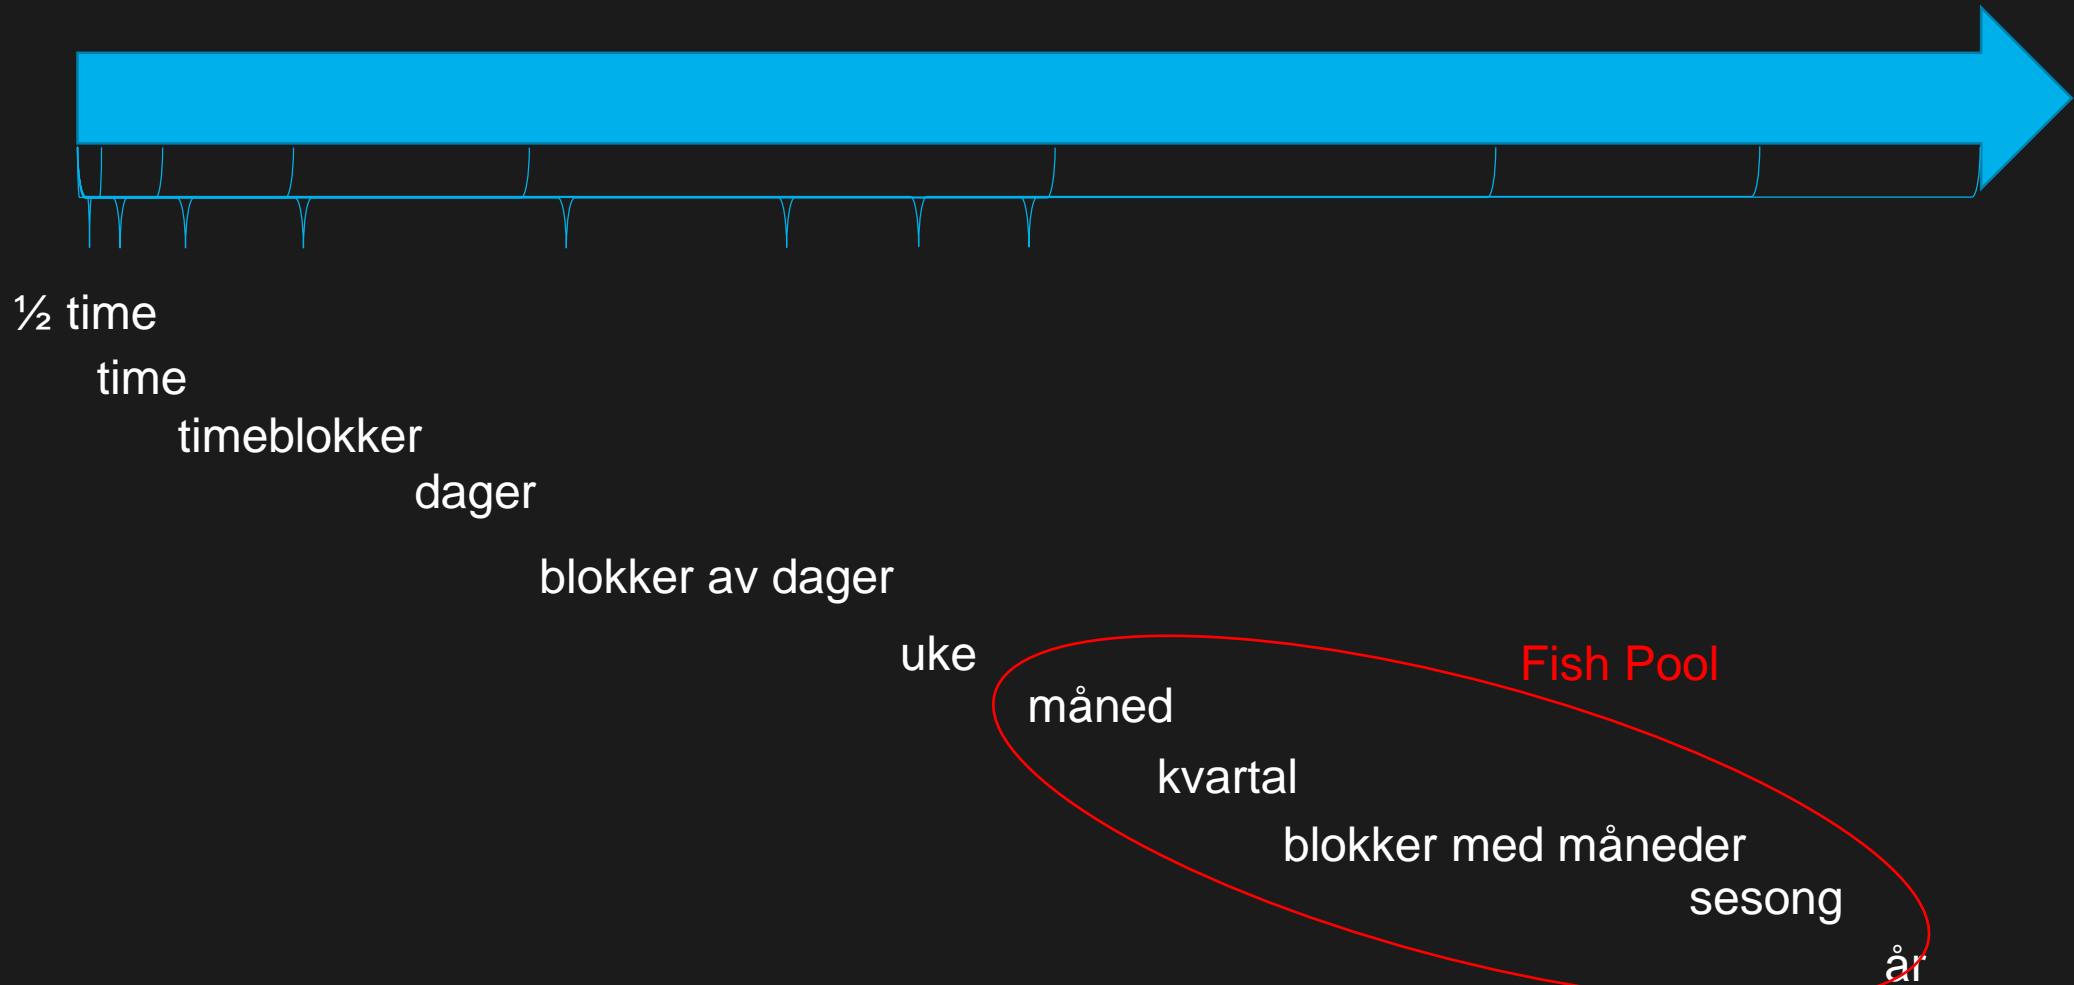 ½ time
time
timeblokker
dager
blokker av dager
uke
Fish Pool
måned
kvartal
blokker med måneder
sesong
år